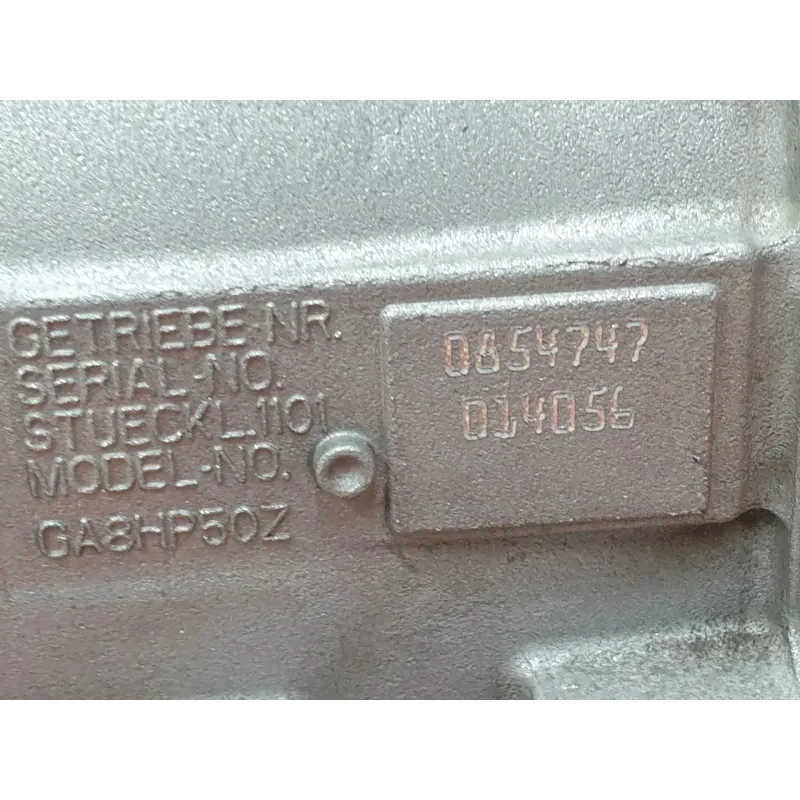 GETRIEBE-NR.
SERIAL-NO.
STUECKL.1101
MODEL-NO.
GA8HP50Z
0854747
014056